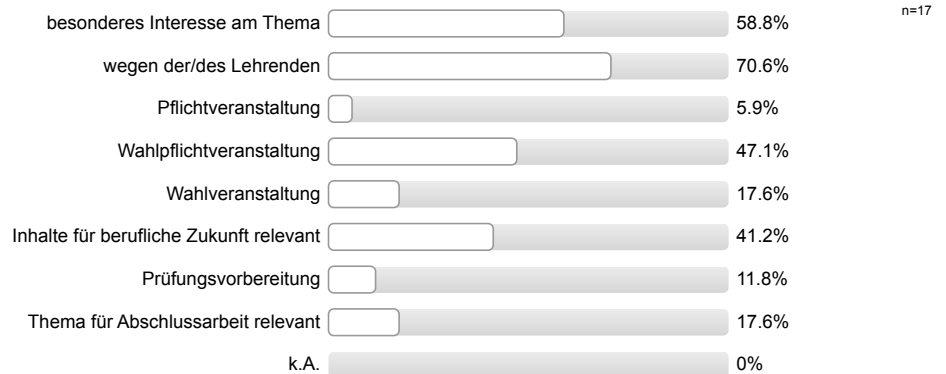 besonderes Interesse am Thema 58.8% n=17
wegen der/des Lehrenden 70.6%
Pflichtveranstaltung 5.9%
Wahlpflichtveranstaltung 47.1%
Wahlveranstaltung 17.6%
Inhalte für berufliche Zukunft relevant 41.2%
Prüfungsvorbereitung 11.8%
Thema für Abschlussarbeit relevant 17.6%
k.A. 0%